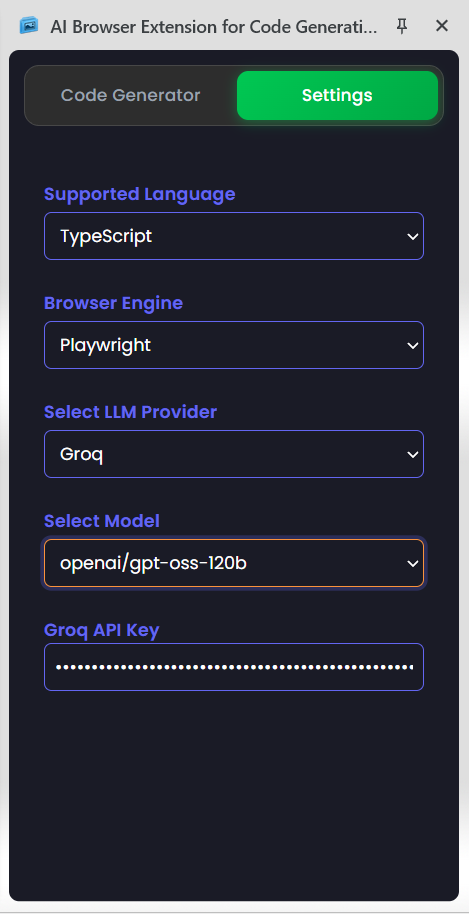 AI Browser Extension for Code Generati...
Code Generator
Settings
Supported Language
TypeScript
Browser Engine
Playwright
Select LLM Provider
Groq
Select Model
openai/gpt-oss-120b
Groq API Key